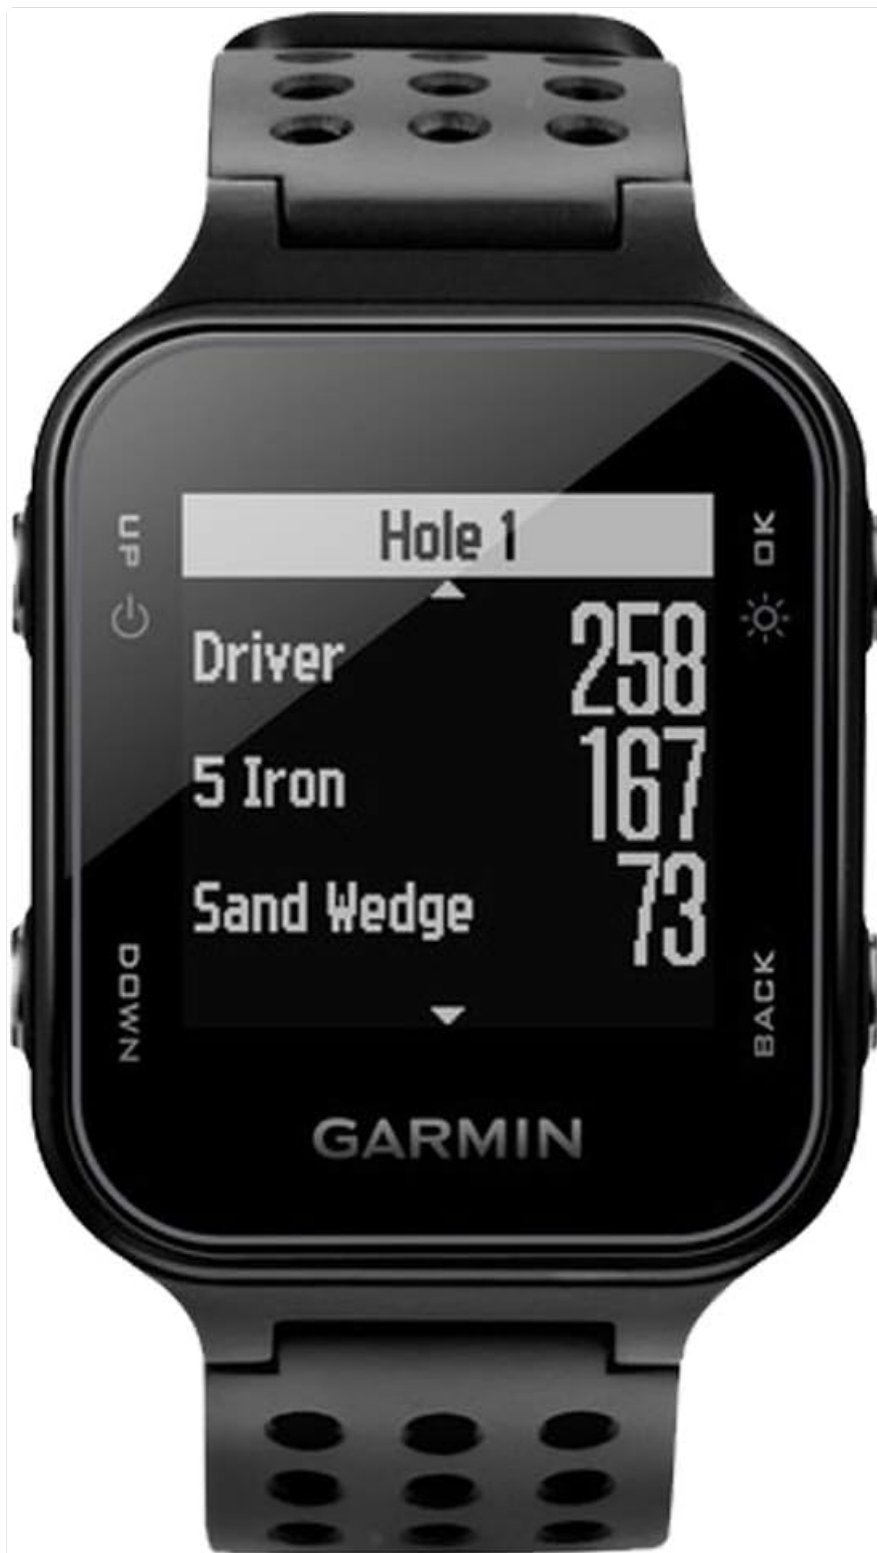 UP
OK
Hole 1
Driver 258
5 Iron 167
Sand Wedge 73
DOWN
BACK
GARMIN